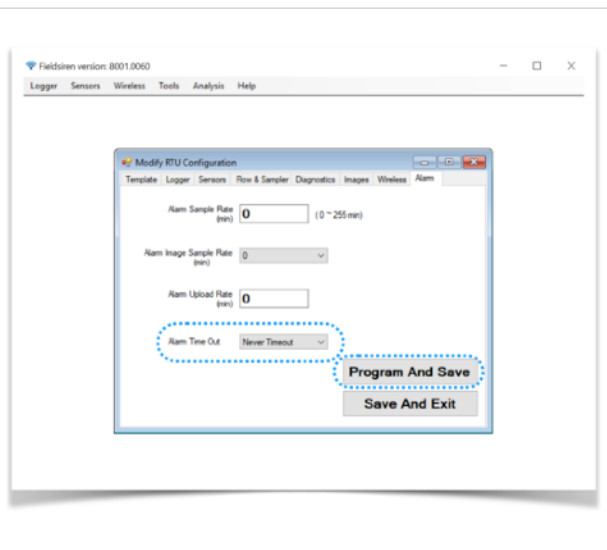 Fieldsiren version: 8001.0060
Logger Sensors Wireless Tools Analysis Help
Modify RTU Configuration
Template Logger Sensors Flow & Sampler Diagnostics Images Wireless Alarm
Alarm Sample Rate
(min)
0
( 0 ~ 255 min)
Alarm Image Sample Rate
(min)
0
Alarm Upload Rate
(min)
0
Alarm Time Out
Never Timeout
Program And Save
Save And Exit